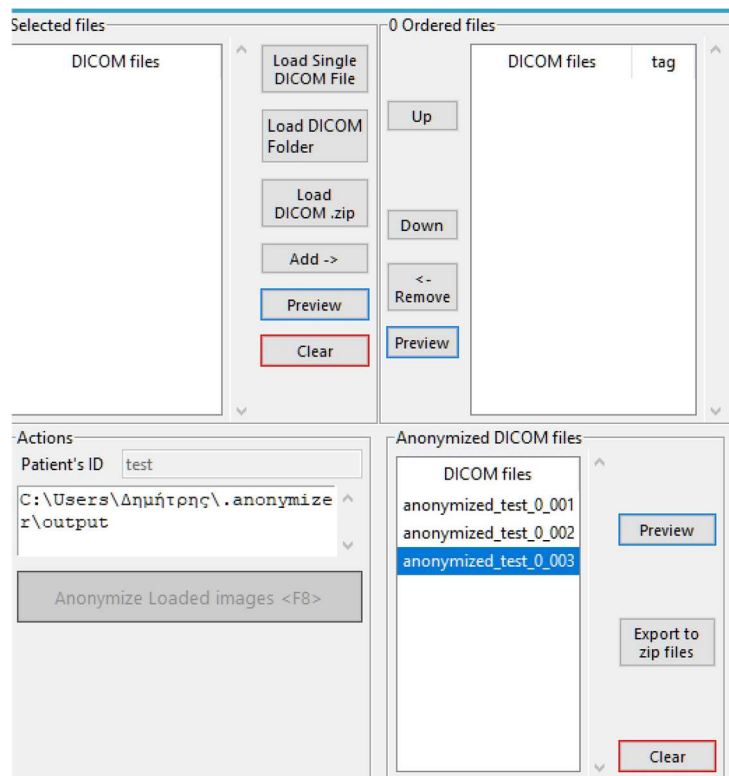 Selected files
DICOM files
Load Single
DICOM File
Load DICOM
Folder
Load
DICOM .zip
Add ->
Preview
Clear
0 Ordered files
Up
Down
<-
Remove
Preview
DICOM files
tag
Actions
Patient's ID
test
C:\Users\Δημήτρης\.anonymize
r\output
Anonymize Loaded images <F8>
Anonymized DICOM files
DICOM files
anonymized_test_0_001
anonymized_test_0_002
anonymized_test_0_003
Preview
Export to
zip files
Clear